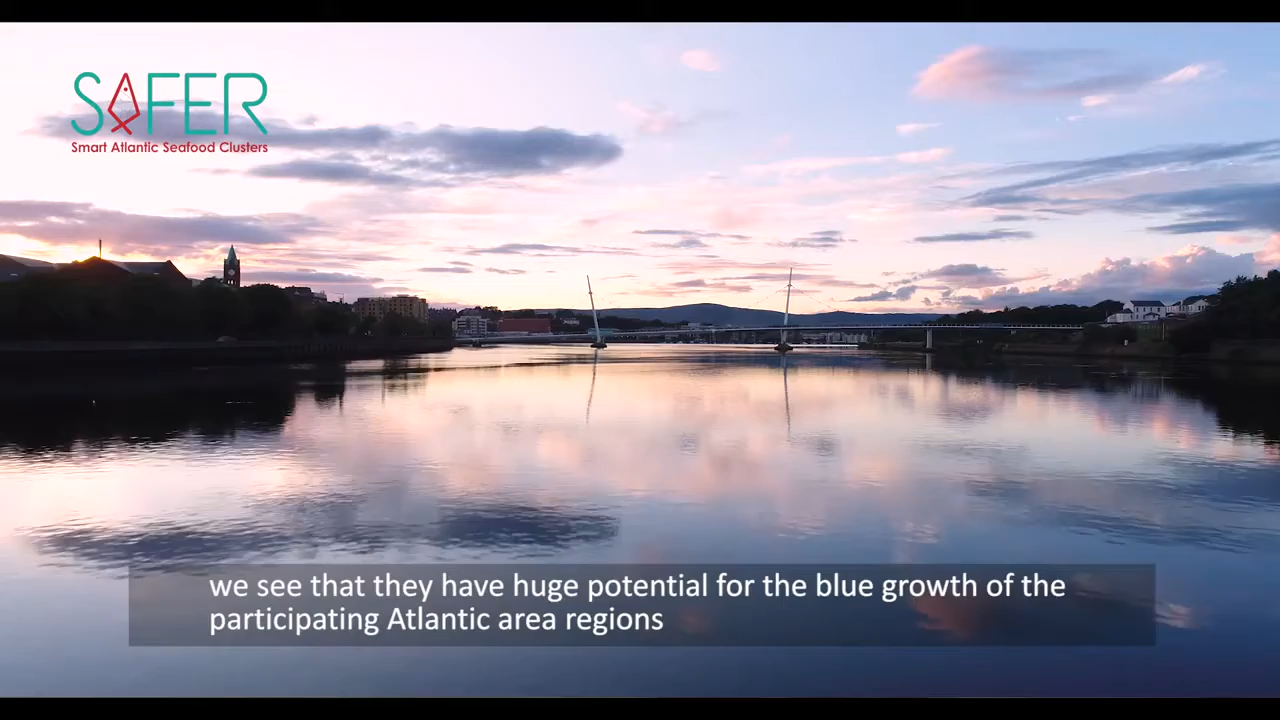 SAFER
Smart Atlantic Seafood Clusters
we see that they have huge potential for the blue growth of the
participating Atlantic area regions